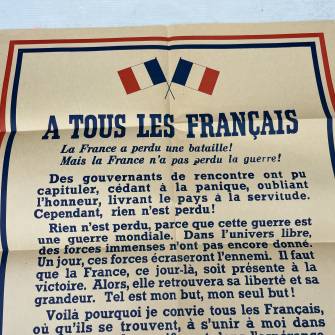 A TOUS LES FRANÇAIS
La France a perdu une bataille!
Mais la France n'a pas perdu la guerre!
Des gouvernants de rencontre ont pu
capituler, cédant à la panique, oubliant
l'honneur, livrant le pays à la servitude.
Cependant, rien n'est perdu!
Rien n'est perdu, parce que cette guerre est
une guerre mondiale. Dans l'univers libre,
des forces immenses n'ont pas encore donné.
Un jour, ces forces écraseront l'ennemi. Il faut
que la France, ce jour-là, soit présente à la
victoire. Alors, elle retrouvera sa liberté et sa
grandeur. Tel est mon but, mon seul but!
Voilà pourquoi je convie tous les Français,
où qu'ils se trouvent, à s'unir à moi dans